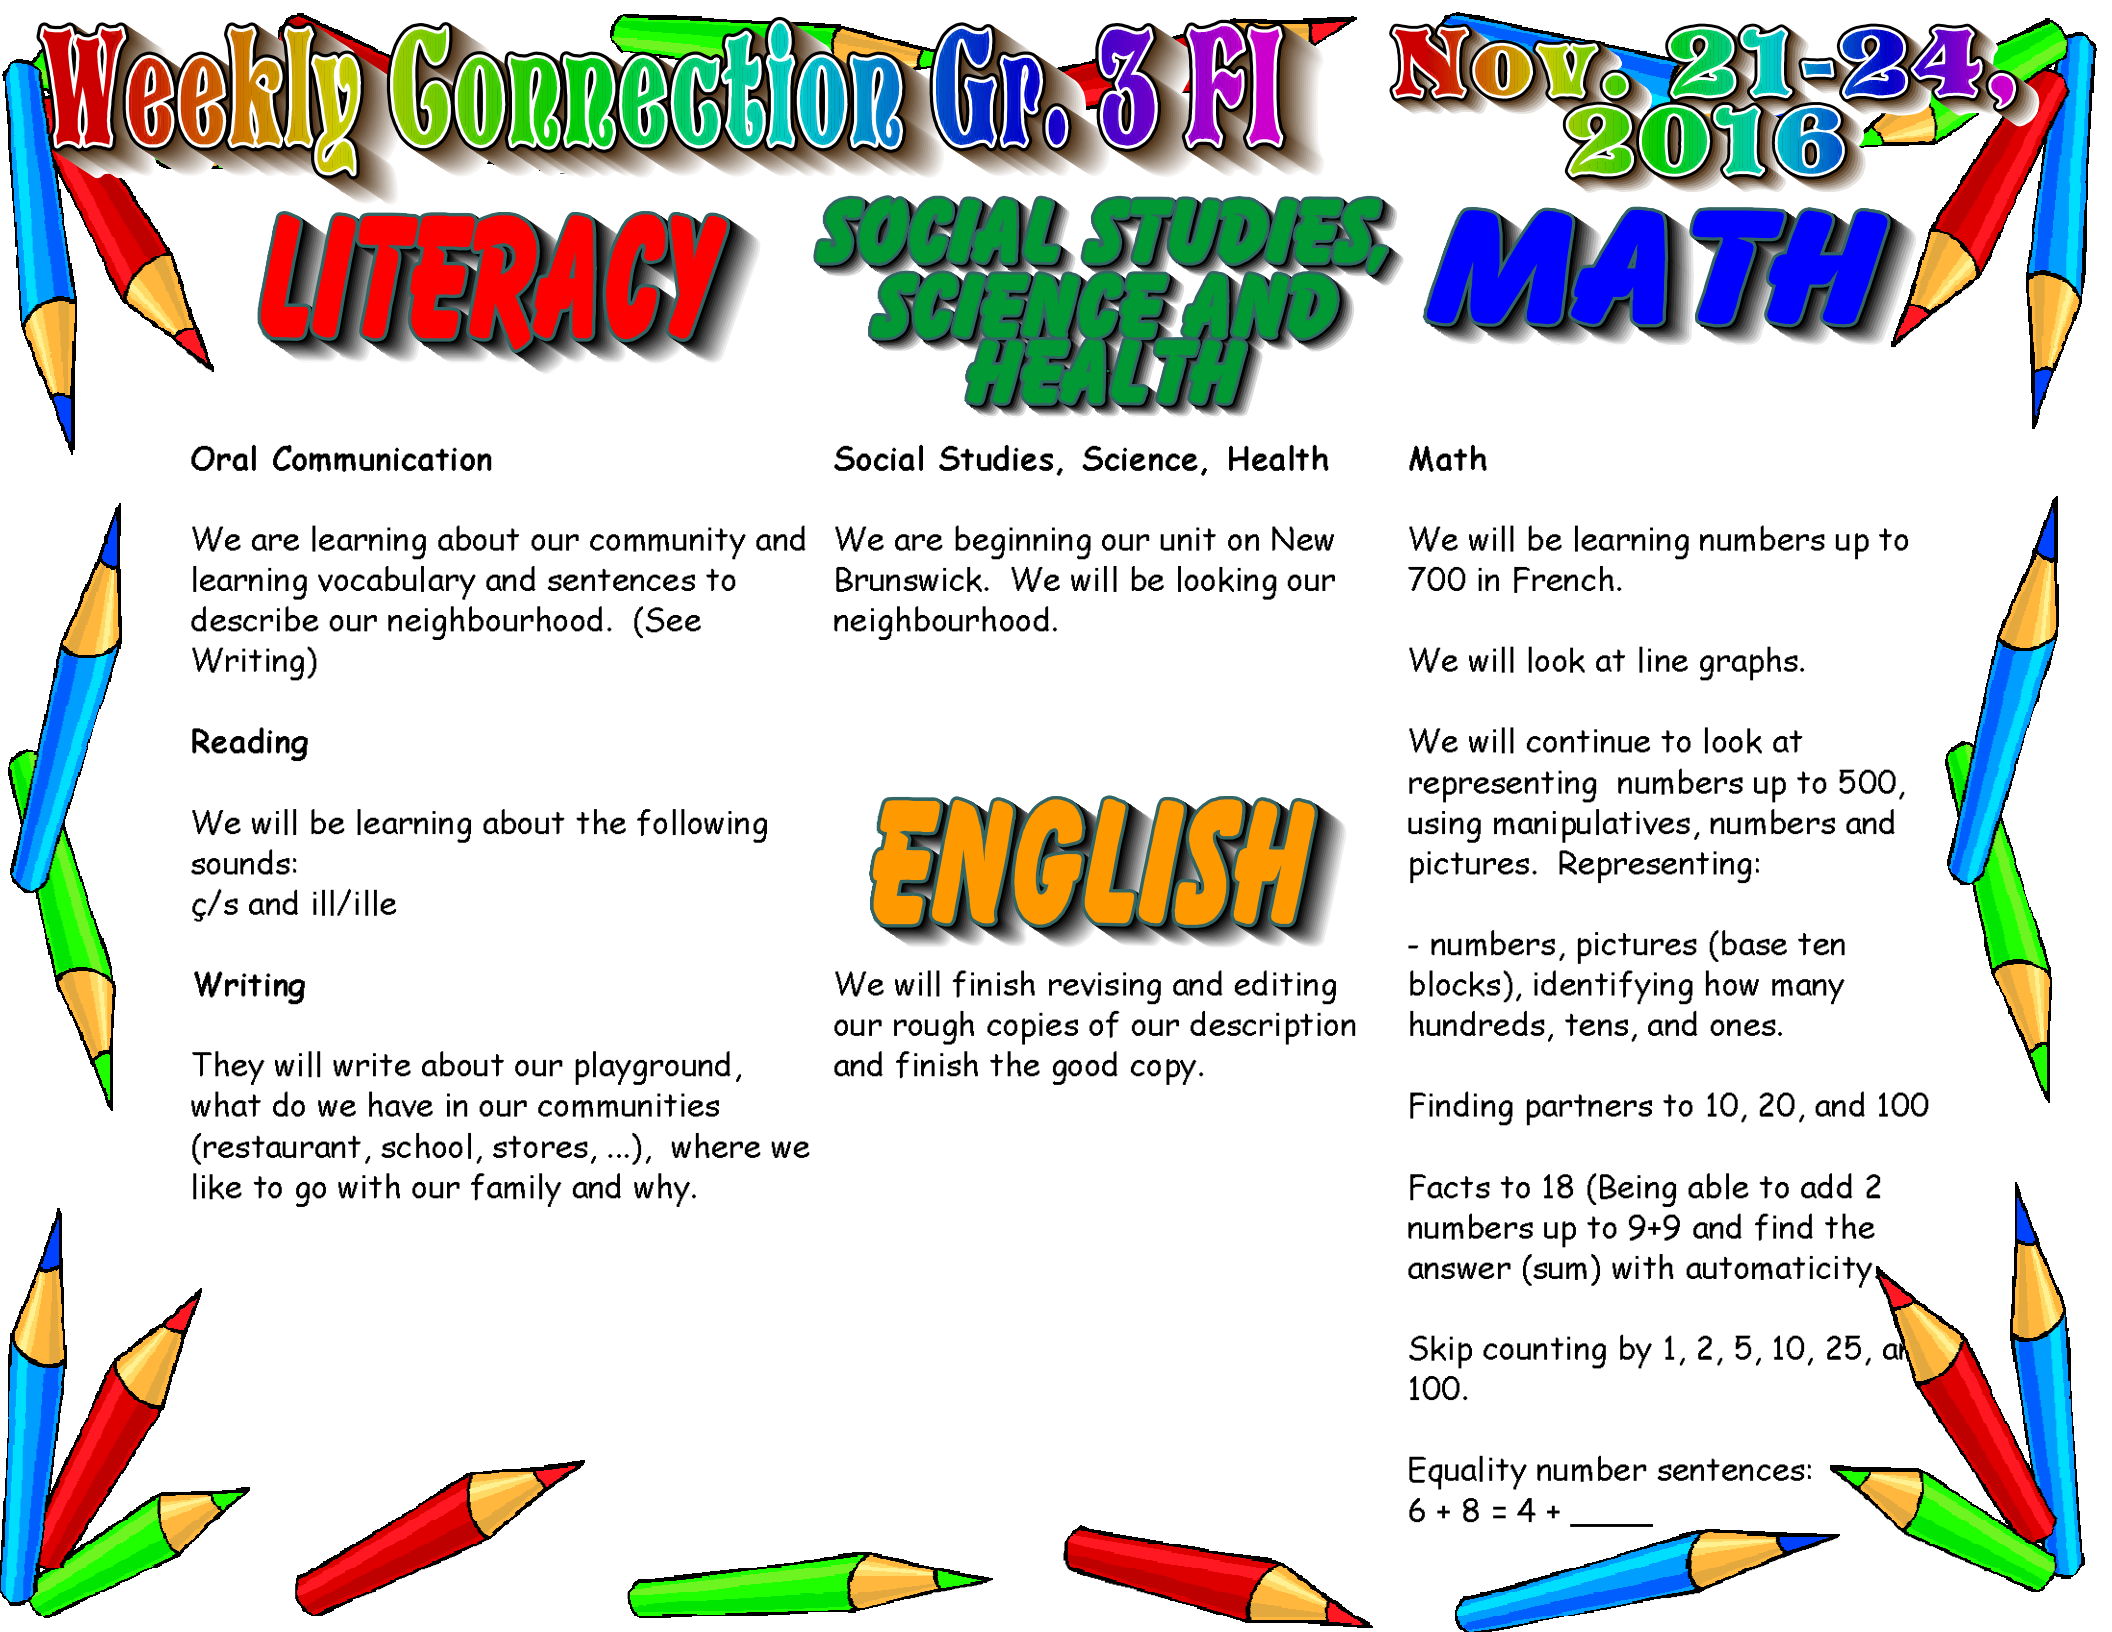 Weekly Connection Gr. 3 FI
Nov. 21-24,
2016
LITERACY
Oral Communication
We are learning about our community and
learning vocabulary and sentences to
describe our neighbourhood.  (See
Writing)
Reading
We will be learning about the following
sounds:
ç/s and ill/ille
Writing
They will write about our playground,
what do we have in our communities
(restaurant, school, stores, ...),  where we
like to go with our family and why.
SOCIAL STUDIES,
SCIENCE AND
HEALTH
Social Studies, Science, Health
We are beginning our unit on New
Brunswick.  We will be looking our
neighbourhood.
ENGLISH
We will finish revising and editing
our rough copies of our description
and finish the good copy.
MATH
Math
We will be learning numbers up to
700 in French.
We will look at line graphs.
We will continue to look at
representing  numbers up to 500,
using manipulatives, numbers and
pictures.  Representing:
- numbers, pictures (base ten
blocks), identifying how many
hundreds, tens, and ones.
Finding partners to 10, 20, and 100
Facts to 18 (Being able to add 2
numbers up to 9+9 and find the
answer (sum) with automaticity.
Skip counting by 1, 2, 5, 10, 25,
100.
Equality number sentences:
6 + 8 = 4 + _____